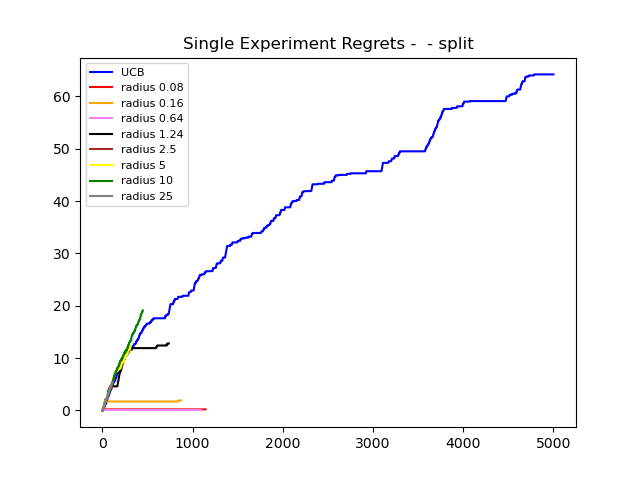 Single Experiment Regrets -  - split
UCB
radius 0.08
radius 0.16
radius 0.64
radius 1.24
radius 2.5
radius 5
radius 10
radius 25
60
50
40
30
20
10
0
0 1000 2000 3000 4000 5000